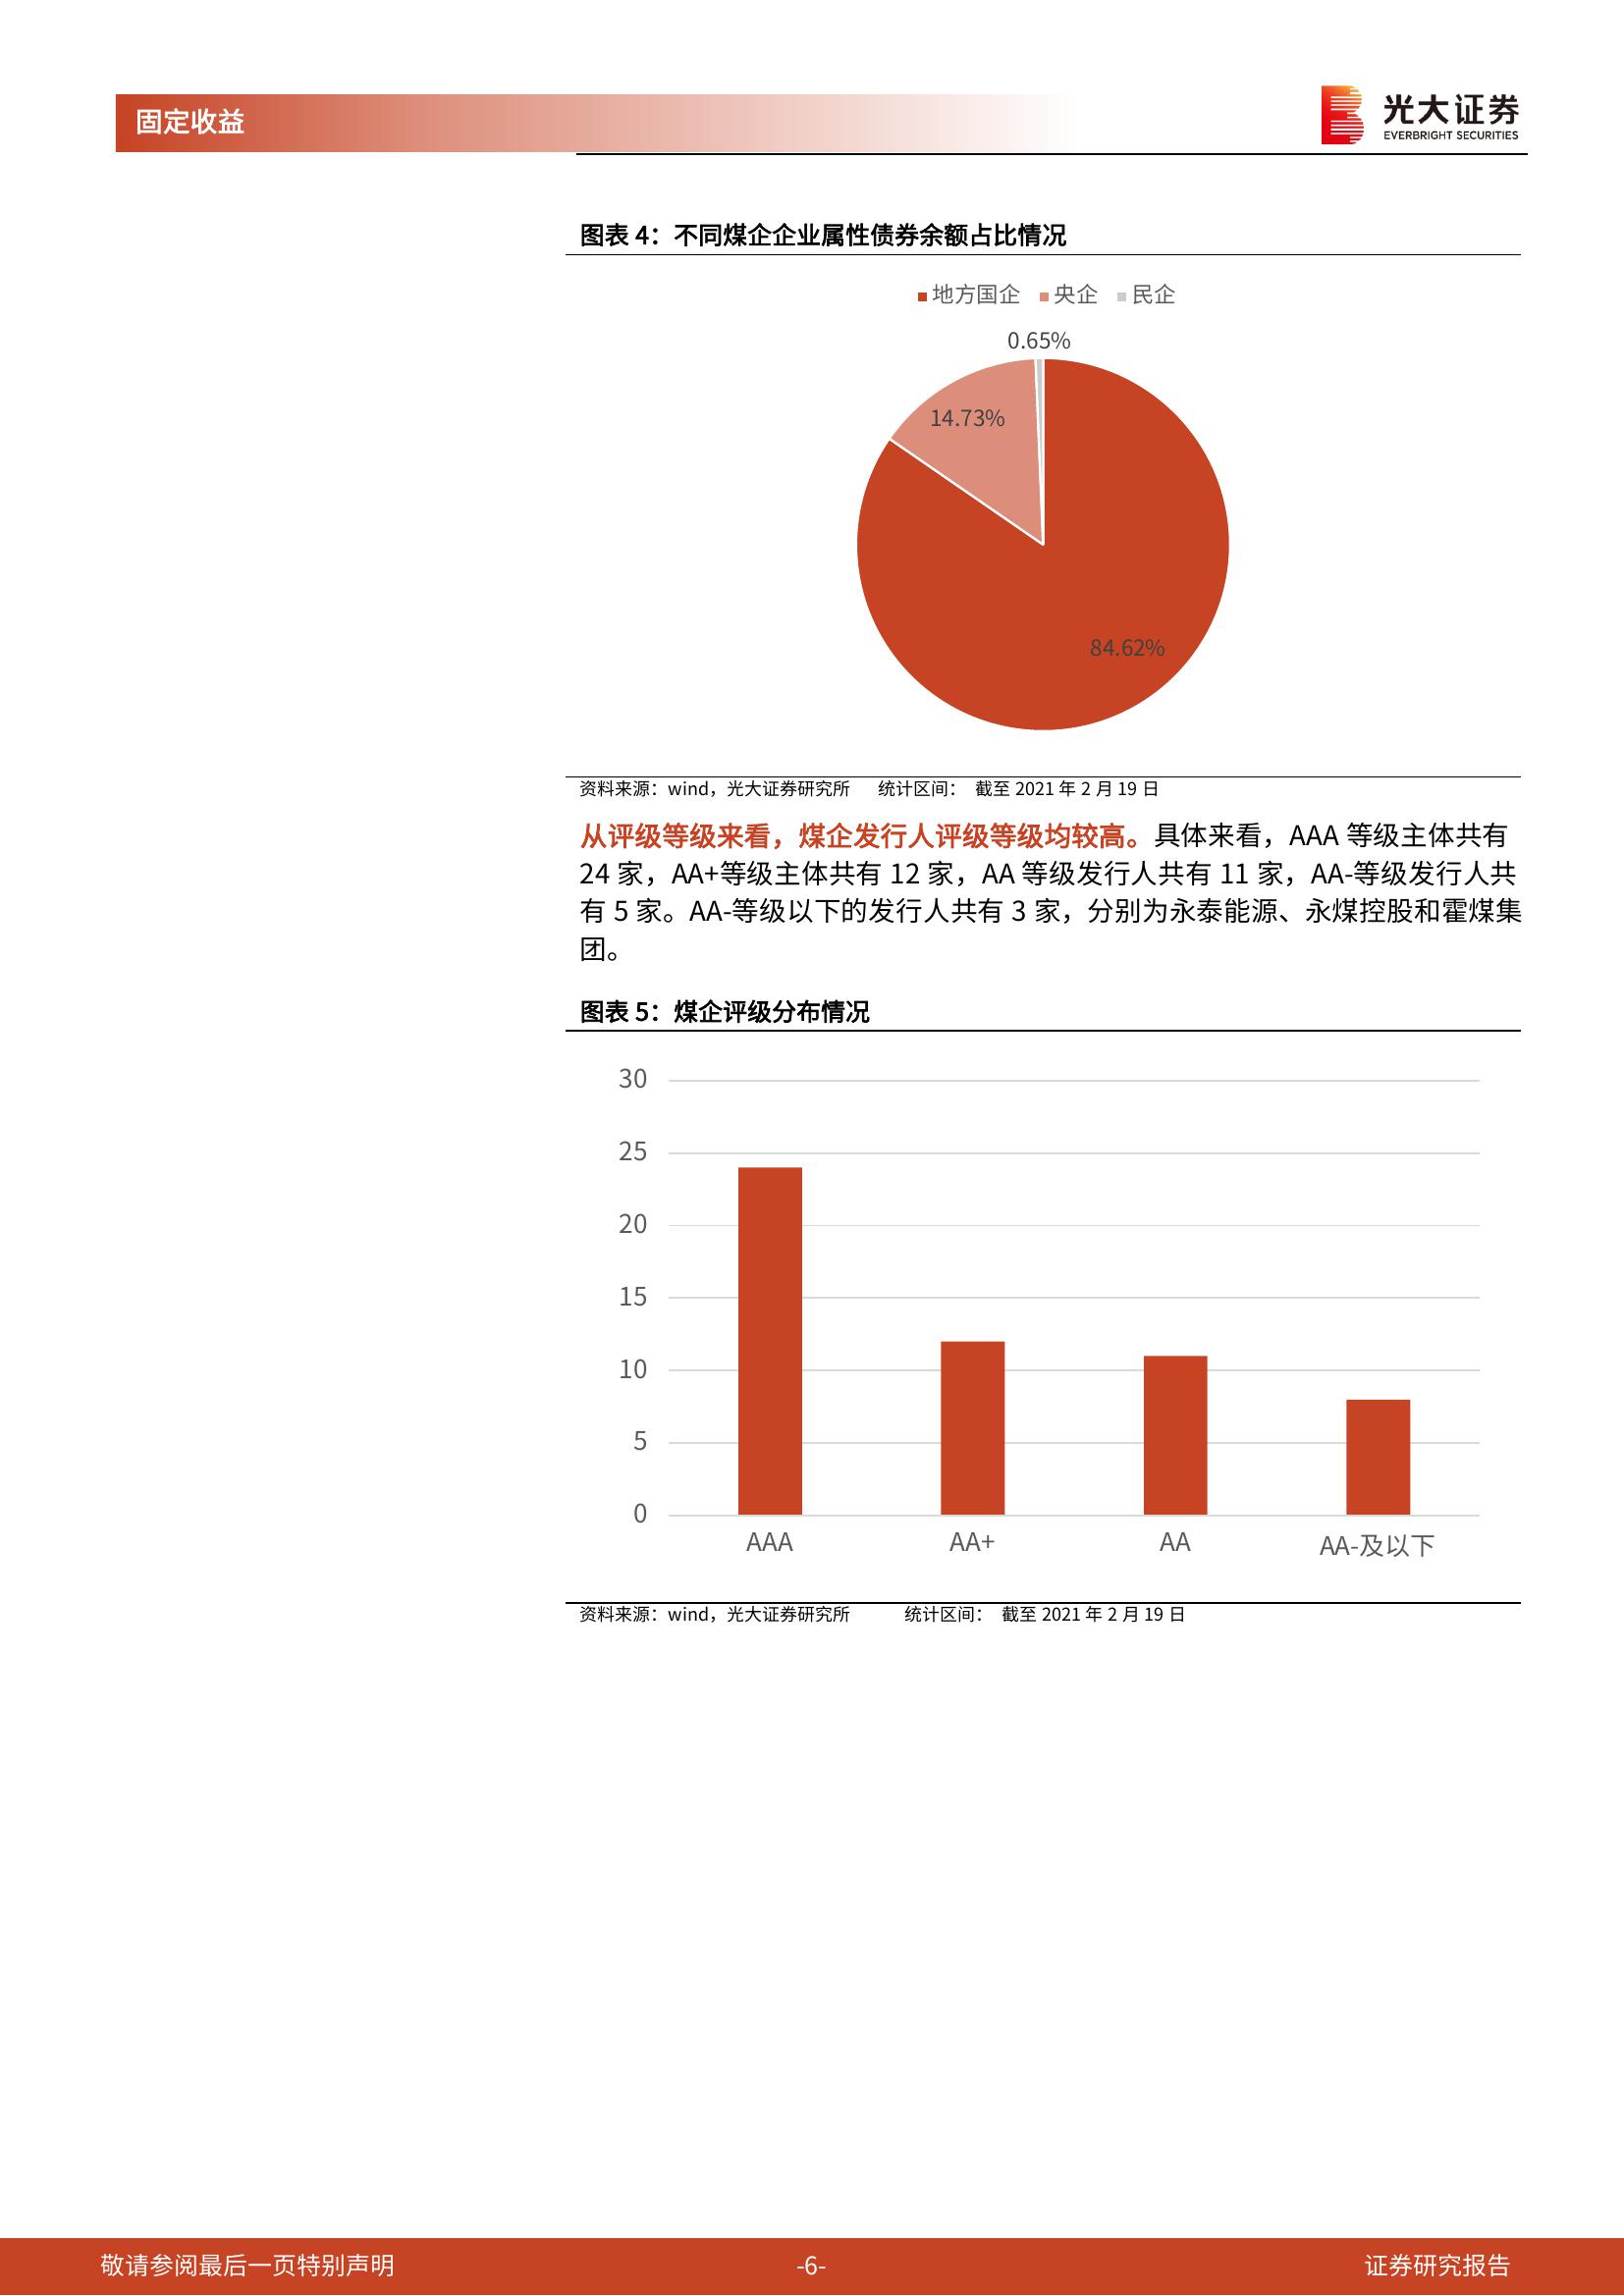 固定收益
光大证券
EVERBRIGHT SECURITIES
图表 4：不同煤企企业属性债券余额占比情况
地方国企 央企 民企
0.65%
14.73%
84.62%
资料来源：wind，光大证券研究所 统计区间： 截至 2021 年 2 月 19 日
从评级等级来看，煤企发行人评级等级均较高。具体来看，AAA 等级主体共有
24 家，AA+等级主体共有 12 家，AA 等级发行人共有 11 家，AA-等级发行人共
有 5 家。AA-等级以下的发行人共有 3 家，分别为永泰能源、永煤控股和霍煤集
团。
图表 5：煤企评级分布情况
30
25
20
15
10
5
0
AAA AA+ AA AA-及以下
资料来源：wind，光大证券研究所 统计区间： 截至 2021 年 2 月 19 日
敬请参阅最后一页特别声明 -6- 证券研究报告